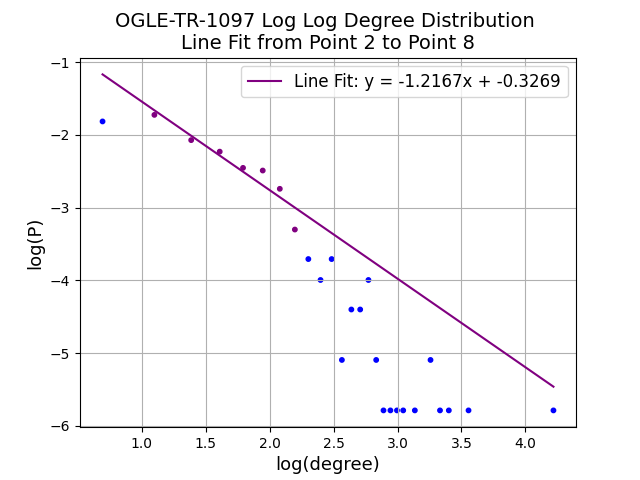 OGLE-TR-1097 Log Log Degree Distribution
Line Fit from Point 2 to Point 8
Line Fit: y = -1.2167x + -0.3269
log(P)
−1
−2
−3
−4
−5
−6
1.0 1.5 2.0 2.5 3.0 3.5 4.0
log(degree)